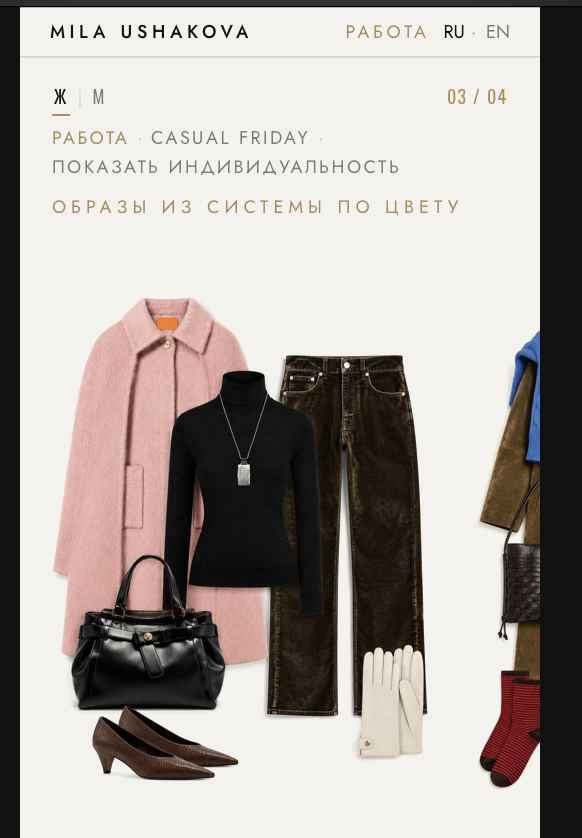 MILA USHAKOVA РАБОТА RU · EN
Ж | М 03 / 04
РАБОТА · CASUAL FRIDAY ·
ПОКАЗАТЬ ИНДИВИДУАЛЬНОСТЬ
ОБРАЗЫ ИЗ СИСТЕМЫ ПО ЦВЕТУ